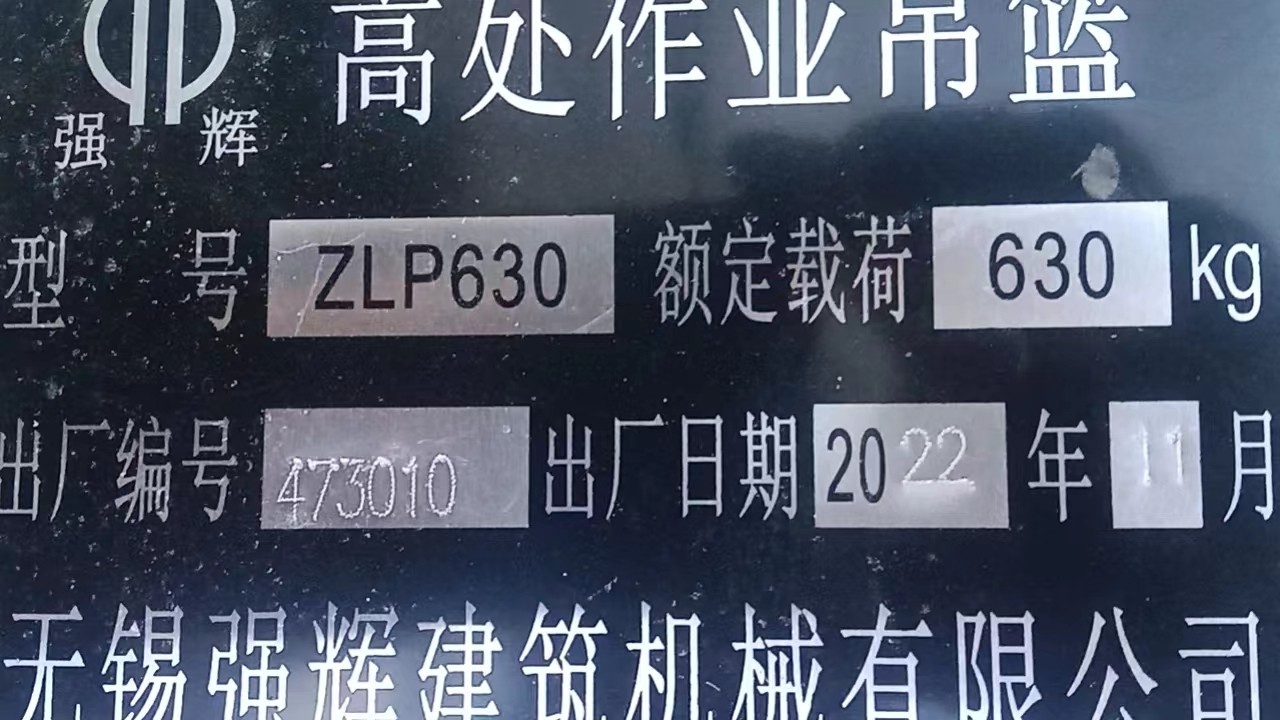 高处作业吊篮
强辉
型号 ZLP630 额定载荷 630 kg
出厂编号 473010 出厂日期 2022 年 11 月
无锡强辉建筑机械有限公司